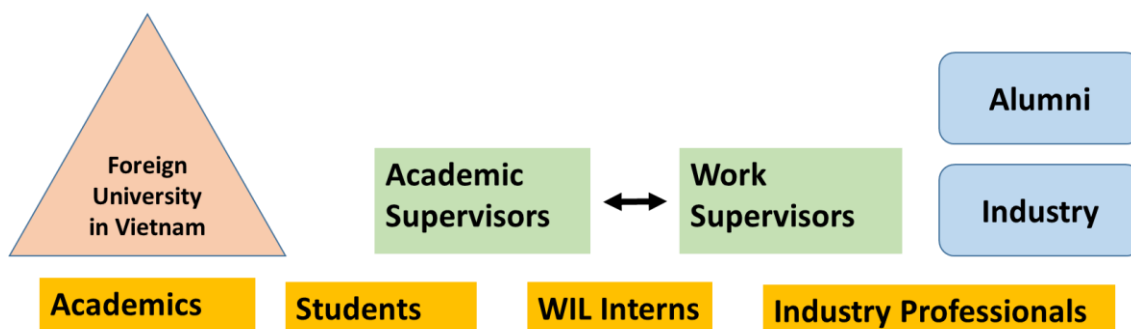 Foreign
University
in Vietnam
Academic
Supervisors
Work
Supervisors
Alumni
Industry
Academics
Students
WIL Interns
Industry Professionals